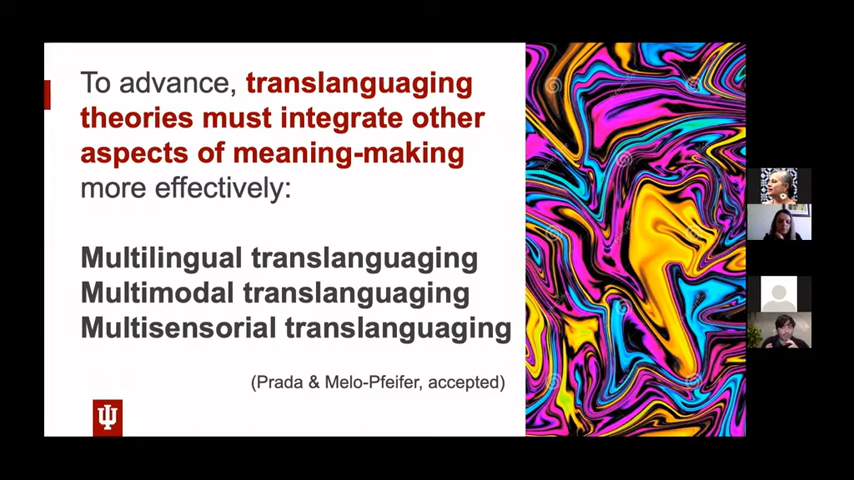 To advance, translanguaging
theories must integrate other
aspects of meaning-making
more effectively:
Multilingual translanguaging
Multimodal translanguaging
Multisensorial translanguaging
(Prada & Melo-Pfeifer, accepted)